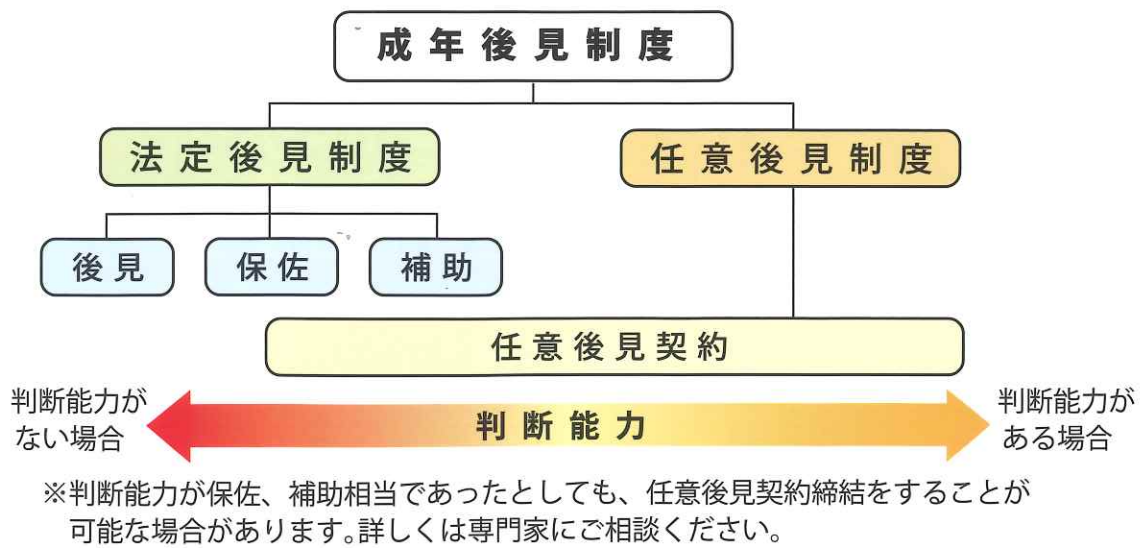 成年後見制度
法定後見制度
任意後見制度
後見
保佐
補助
任意後見契約
判断能力が
ない場合
判断能力
判断能力が
ある場合
※判断能力が保佐、補助相当であったとしても、任意後見契約締結をすることが
可能な場合があります。詳しくは専門家にご相談ください。